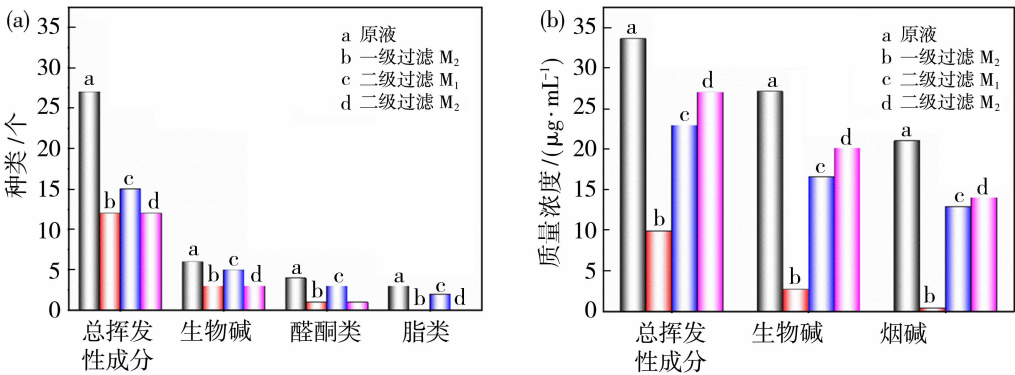 (a)
35
30
25
20
15
10
5
0
种类/个
a 原液
b 一级过滤 M₂
c 二级过滤 M₁
d 二级过滤 M₂
a
b
c
d
a
b
c
d
a
b
c
a
b
c
d
总挥发性成分
生物碱
醛酮类
脂类
(b)
35
30
25
20
15
10
5
0
质量浓度/(μg·mL⁻¹)
a 原液
b 一级过滤 M₂
c 二级过滤 M₁
d 二级过滤 M₂
a
b
c
d
a
b
c
d
a
b
c
d
总挥发
性成分
生物碱
烟碱